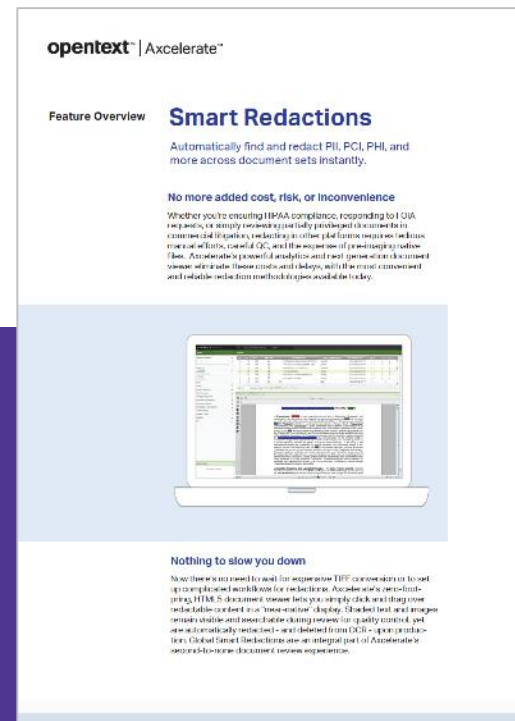 opentext™ | Axcelerate™
Feature Overview
Smart Redactions
Automatically find and redact PII, PCI, PHI, and
more across document sets instantly.
No more added cost, risk, or inconvenience
Whether you're ensuring HIPAA compliance, responding to FOIA
requests, or simply reviewing partially privileged documents in
commercial litigation, redacting in other platforms requires tedious
manual efforts, careful QC, and the expense of pre-imaging native
files. Axcelerate's powerful analytics and next generation document
viewer eliminate these costs and delays, with the most convenient
and reliable redaction methodologies available today.
Nothing to slow you down
Now there's no need to wait for expensive TIFF conversion or to set
up complicated workflows for redactions. Axcelerate's zero-foot-
pring, HTML5 document viewer lets you simply click and drag over
redactable content in a "near-native" display. Shaded text and images
remain visible and searchable during review for quality control, yet
are automatically redacted - and deleted from OCR - upon produc-
tion. Global Smart Redactions are an integral part of Axcelerate's
second-to-none document review experience.